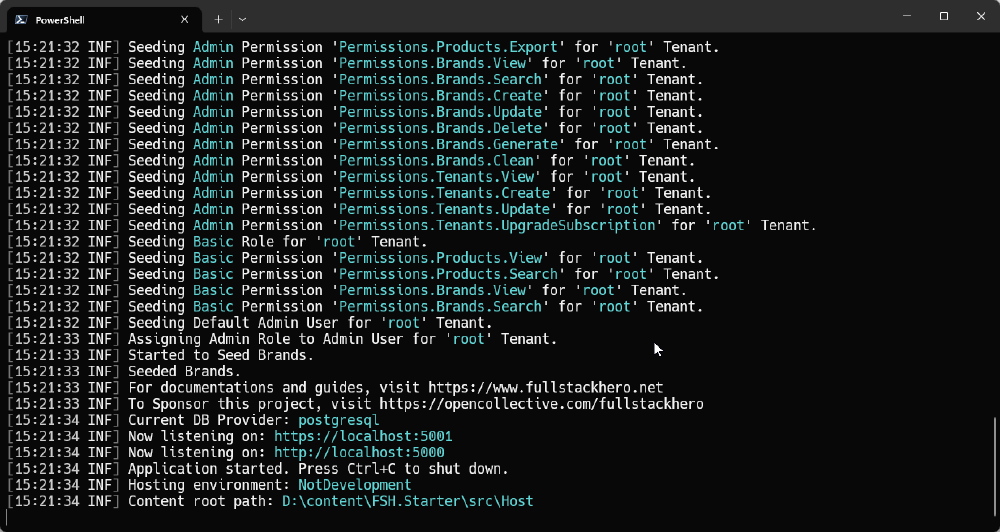 PowerShell
[15:21:32 INF] Seeding Admin Permission 'Permissions.Products.Export' for 'root' Tenant.
[15:21:32 INF] Seeding Admin Permission 'Permissions.Brands.View' for 'root' Tenant.
[15:21:32 INF] Seeding Admin Permission 'Permissions.Brands.Search' for 'root' Tenant.
[15:21:32 INF] Seeding Admin Permission 'Permissions.Brands.Create' for 'root' Tenant.
[15:21:32 INF] Seeding Admin Permission 'Permissions.Brands.Update' for 'root' Tenant.
[15:21:32 INF] Seeding Admin Permission 'Permissions.Brands.Delete' for 'root' Tenant.
[15:21:32 INF] Seeding Admin Permission 'Permissions.Brands.Generate' for 'root' Tenant.
[15:21:32 INF] Seeding Admin Permission 'Permissions.Brands.Clean' for 'root' Tenant.
[15:21:32 INF] Seeding Admin Permission 'Permissions.Tenants.View' for 'root' Tenant.
[15:21:32 INF] Seeding Admin Permission 'Permissions.Tenants.Create' for 'root' Tenant.
[15:21:32 INF] Seeding Admin Permission 'Permissions.Tenants.Update' for 'root' Tenant.
[15:21:32 INF] Seeding Admin Permission 'Permissions.Tenants.UpgradeSubscription' for 'root' Tenant.
[15:21:32 INF] Seeding Basic Role for 'root' Tenant.
[15:21:32 INF] Seeding Basic Permission 'Permissions.Products.View' for 'root' Tenant.
[15:21:32 INF] Seeding Basic Permission 'Permissions.Products.Search' for 'root' Tenant.
[15:21:32 INF] Seeding Basic Permission 'Permissions.Brands.View' for 'root' Tenant.
[15:21:32 INF] Seeding Basic Permission 'Permissions.Brands.Search' for 'root' Tenant.
[15:21:32 INF] Seeding Default Admin User for 'root' Tenant.
[15:21:33 INF] Assigning Admin Role to Admin User for 'root' Tenant.
[15:21:33 INF] Started to Seed Brands.
[15:21:33 INF] Seeded Brands.
[15:21:33 INF] For documentations and guides, visit https://www.fullstackhero.net
[15:21:33 INF] To Sponsor this project, visit https://opencollective.com/fullstackhero
[15:21:34 INF] Current DB Provider: postgresql
[15:21:34 INF] Now listening on: https://localhost:5001
[15:21:34 INF] Now listening on: http://localhost:5000
[15:21:34 INF] Application started. Press Ctrl+C to shut down.
[15:21:34 INF] Hosting environment: NotDevelopment
[15:21:34 INF] Content root path: D:\content\FSH.Starter\src\Host